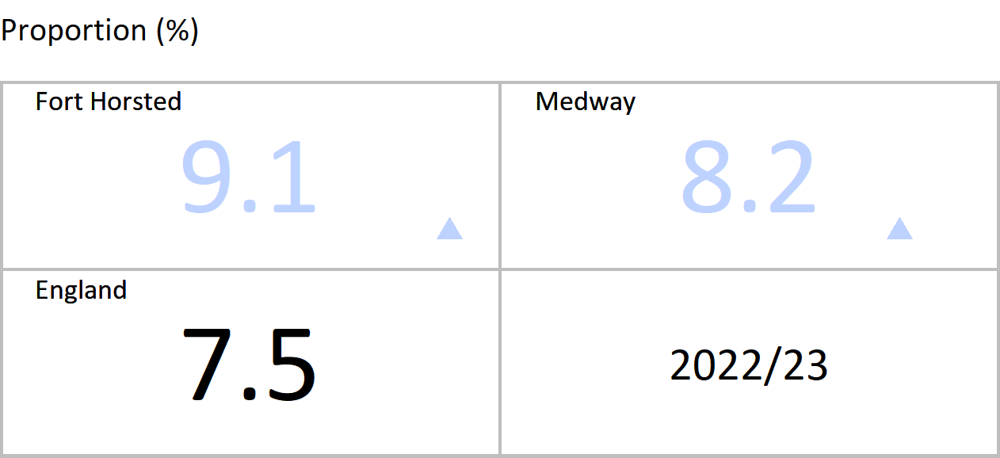 Proportion (%)
Fort Horsted
9.1
Medway
8.2
England
7.5
2022/23